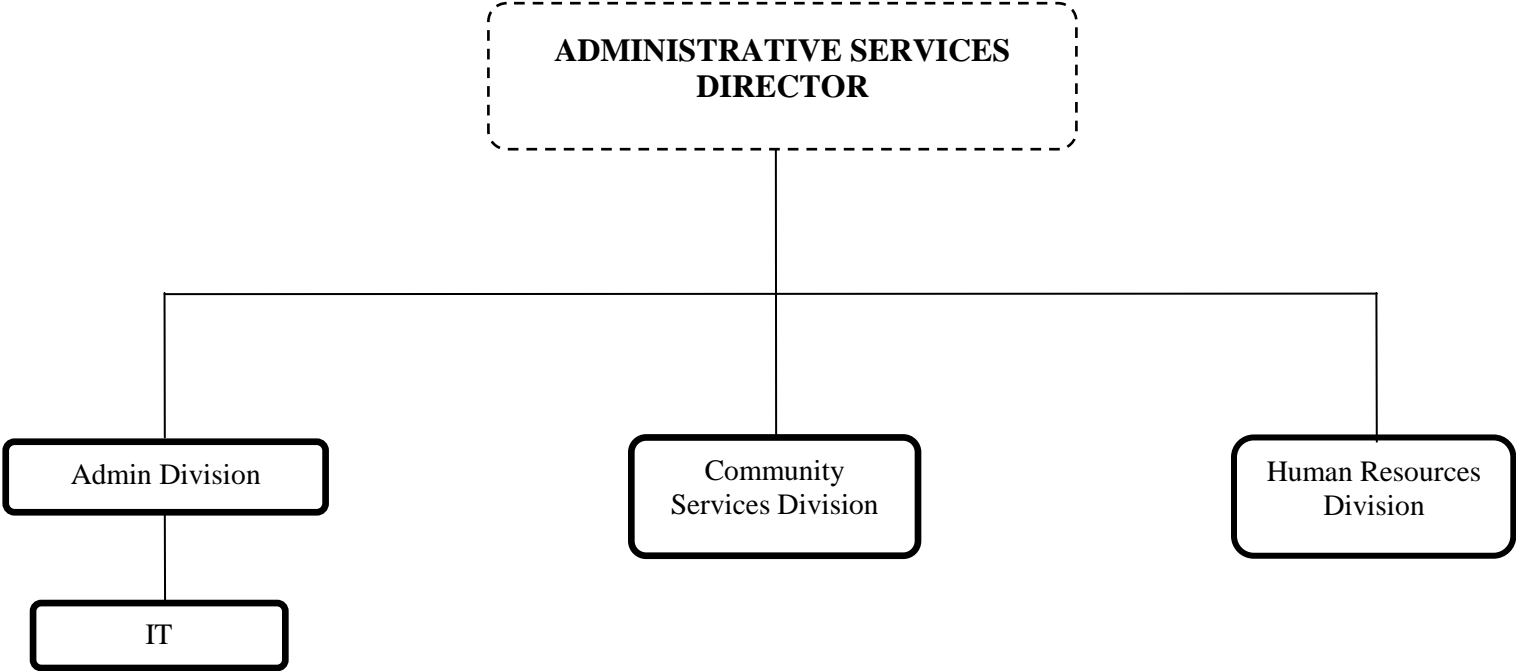 ADMINISTRATIVE SERVICES
DIRECTOR
Admin Division
Community
Services Division
Human Resources
Division
IT